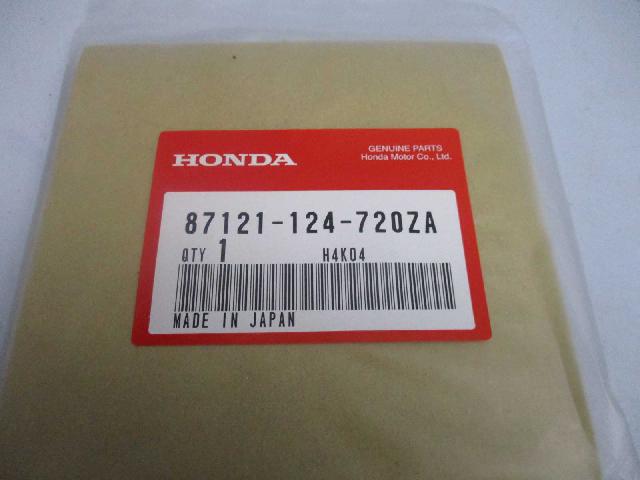 HONDA
GENUINE PARTS
Honda Motor Co., Ltd.
87121-124-720ZA
QTY 1 H4K04
MADE IN JAPAN